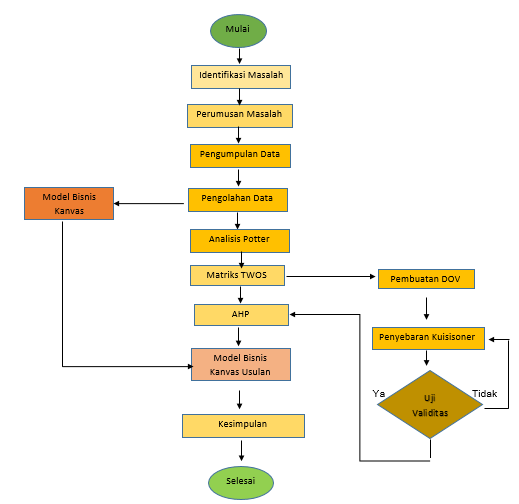 Mulai
Identifikasi Masalah
Perumusan Masalah
Pengumpulan Data
Model Bisnis
Kanvas
Pengolahan Data
Analisis Potter
Matriks TWOS
Pembuatan DOV
AHP
Penyebaran Kuisisoner
Model Bisnis
Kanvas Usulan
Ya
Uji
Validitas
Tidak
Kesimpulan
Selesai